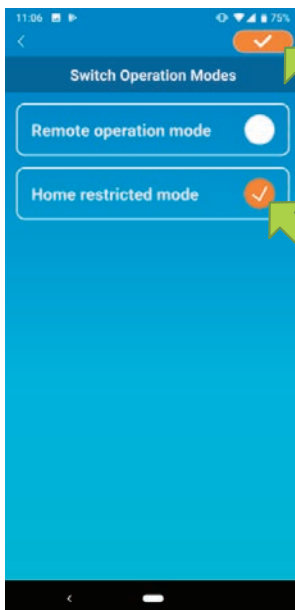 11:06 75%
Switch Operation Modes
Remote operation mode
Home restricted mode